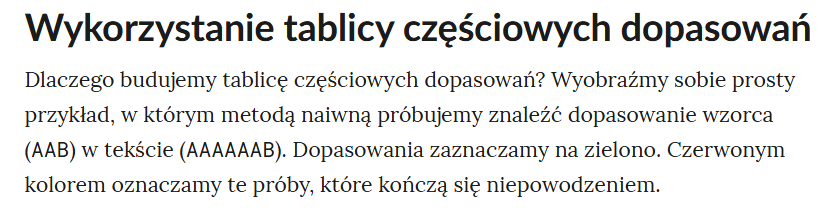 Wykorzystanie tablicy częściowych dopasowań
Dlaczego budujemy tablicę częściowych dopasowań? Wyobraźmy sobie prosty
przykład, w którym metodą naiwną próbujemy znaleźć dopasowanie wzorca
(AAB) w tekście (AAAAAAB). Dopasowania zaznaczamy na zielono. Czerwonym
kolorem oznaczamy te próby, które kończą się niepowodzeniem.